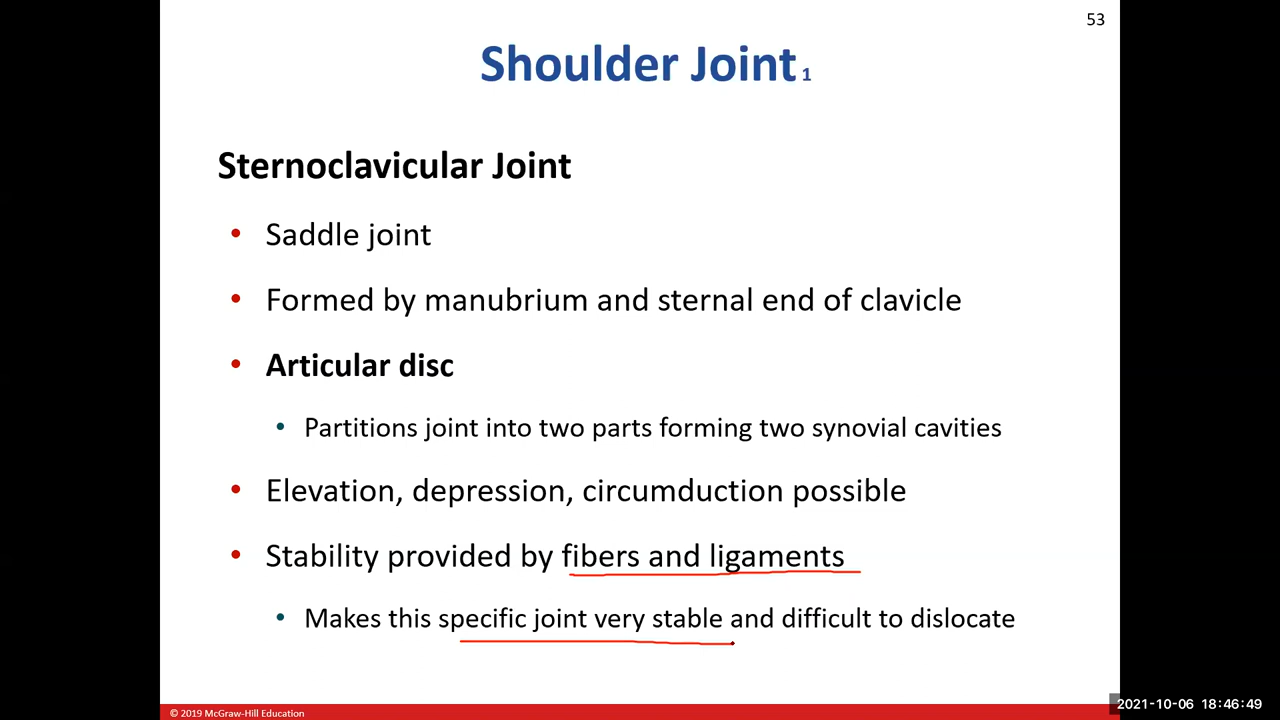 53
Shoulder Joint 1
Sternoclavicular Joint
• Saddle joint
• Formed by manubrium and sternal end of clavicle
• Articular disc
• Partitions joint into two parts forming two synovial cavities
• Elevation, depression, circumduction possible
• Stability provided by fibers and ligaments
• Makes this specific joint very stable and difficult to dislocate
© 2019 McGraw-Hill Education
2021-10-06 18:46:49